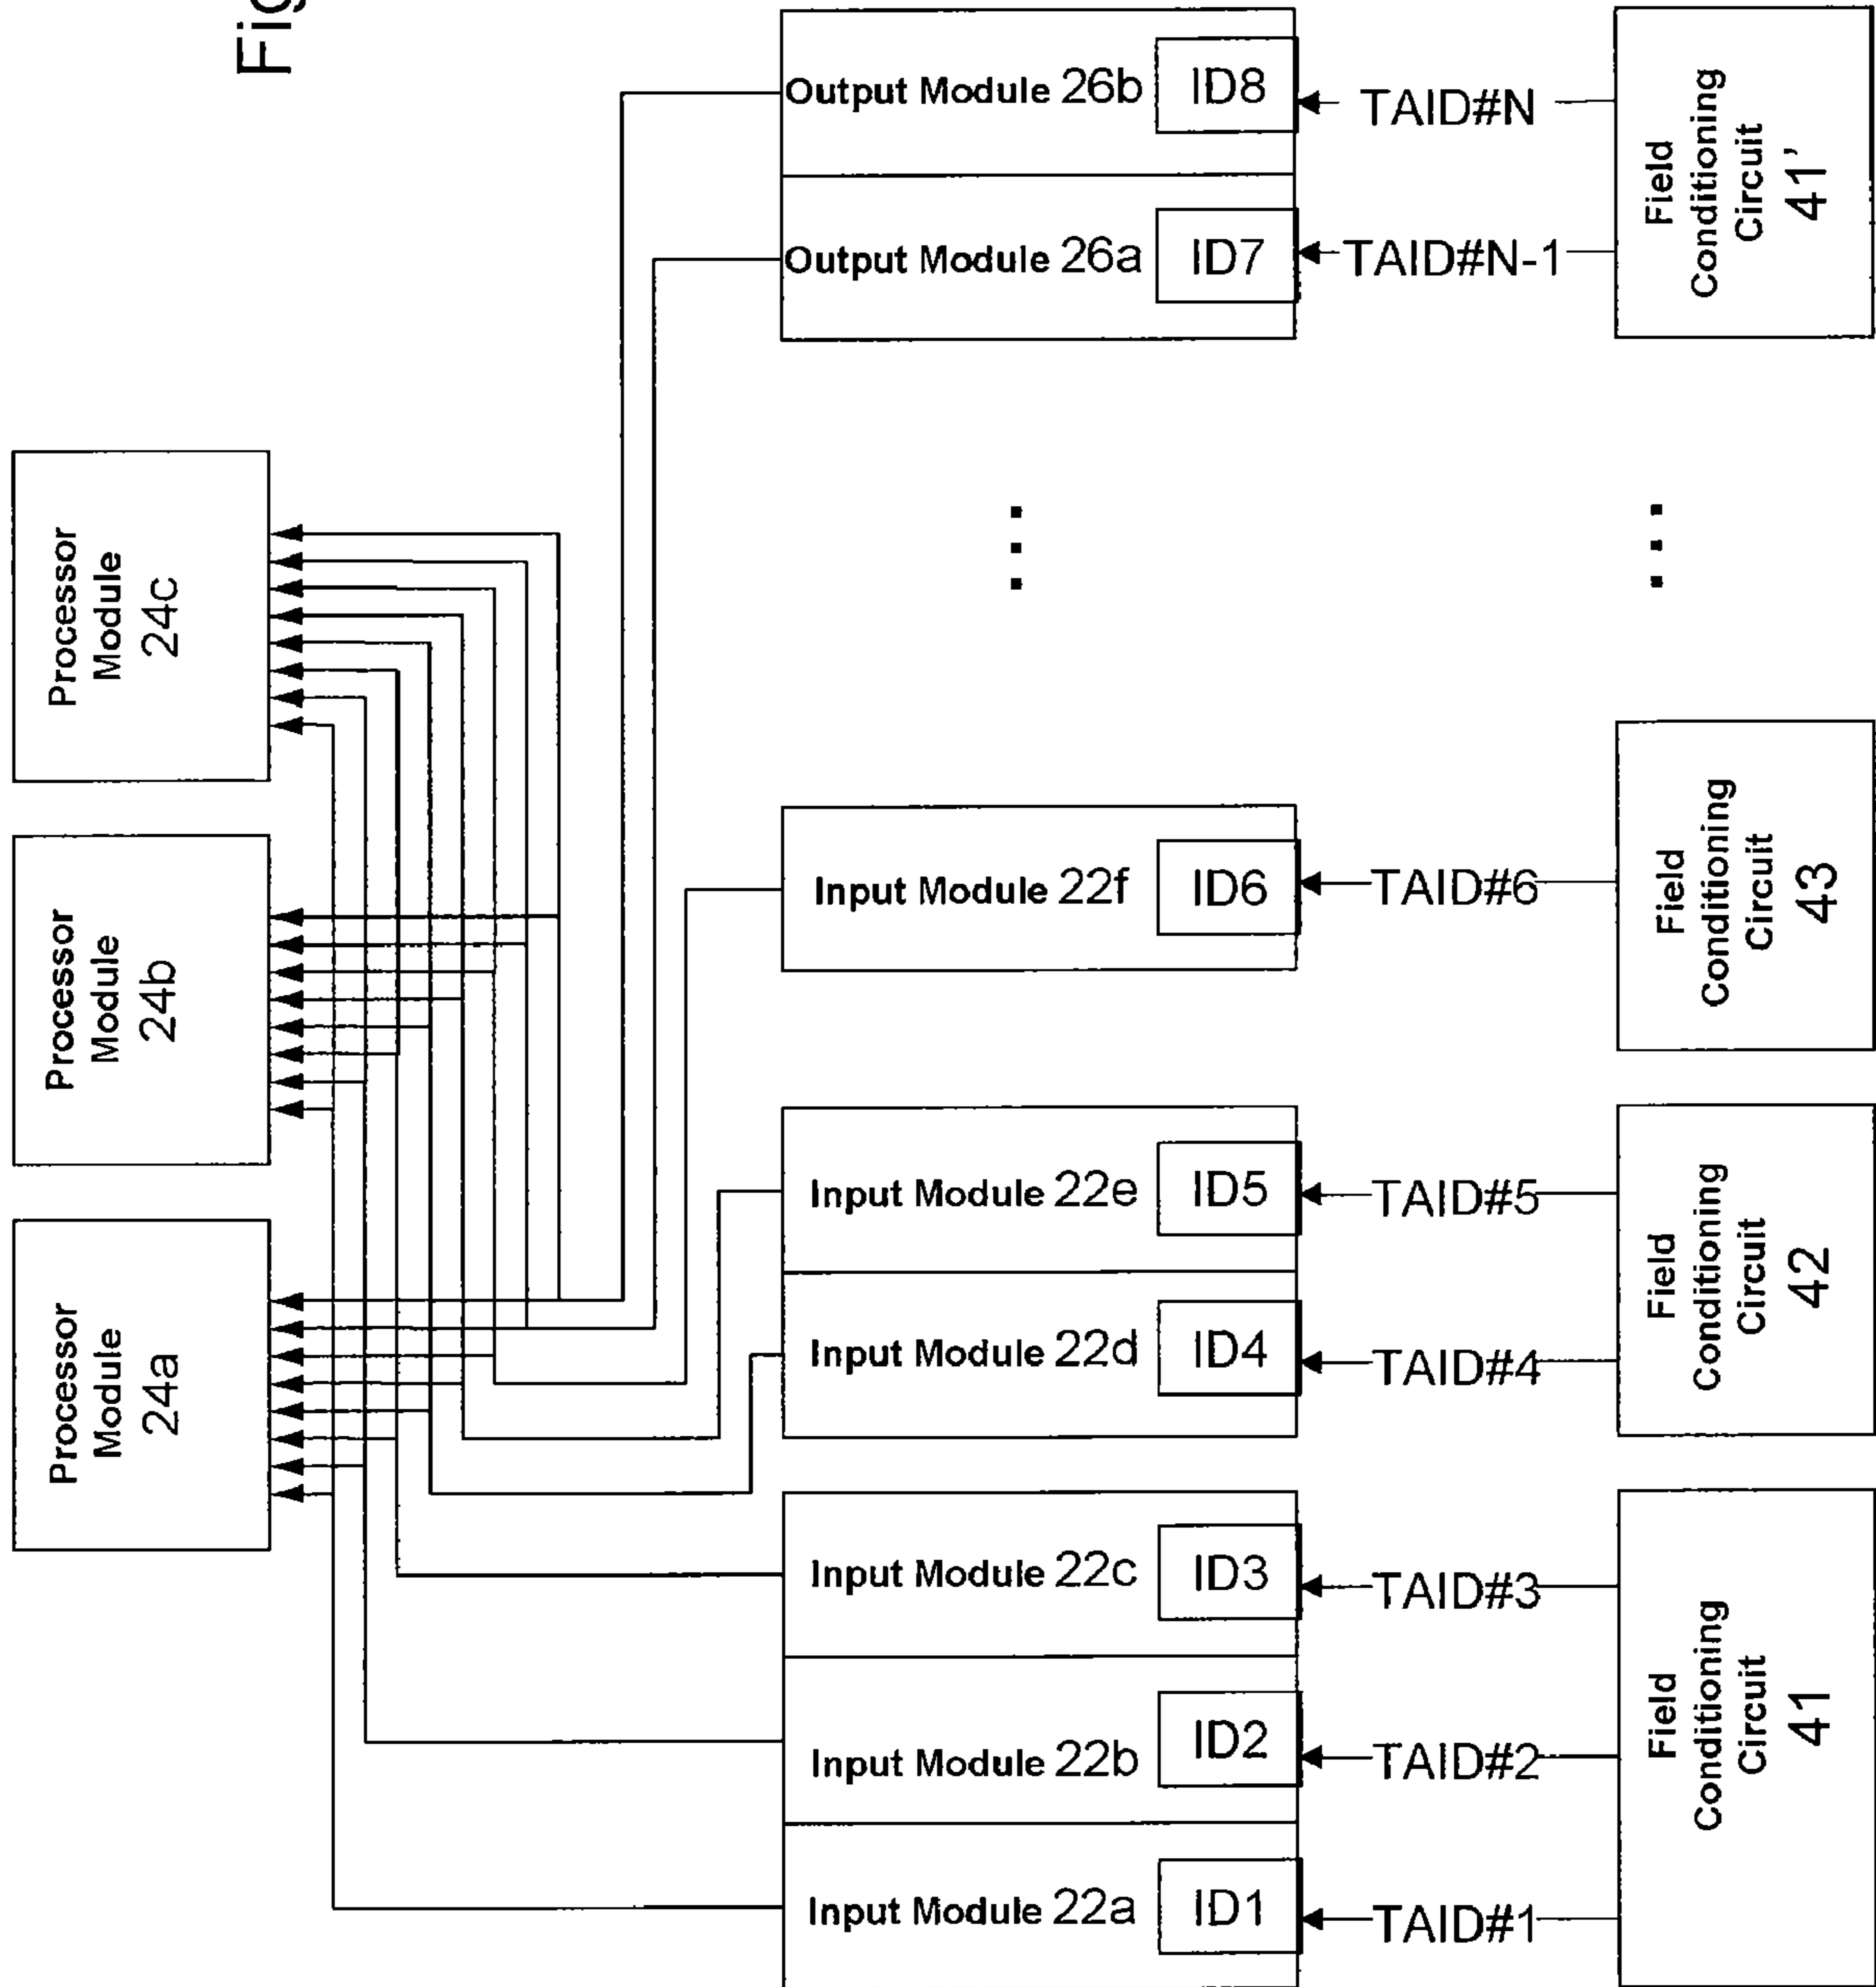 Fig
Processor
Module
24c
Processor
Module
24b
Processor
Module
24a
Output Module 26b
ID8
TAID#N
Output Module 26a
ID7
TAID#N-1
Field
Conditioning
Circuit
41'
...
...
Input Module 22f
ID6
TAID#6
Field
Conditioning
Circuit
43
Input Module 22e
ID5
TAID#5
Input Module 22d
ID4
TAID#4
Field
Conditioning
Circuit
42
Input Module 22c
ID3
TAID#3
Input Module 22b
ID2
TAID#2
Input Module 22a
ID1
TAID#1
Field
Conditioning
Circuit
41